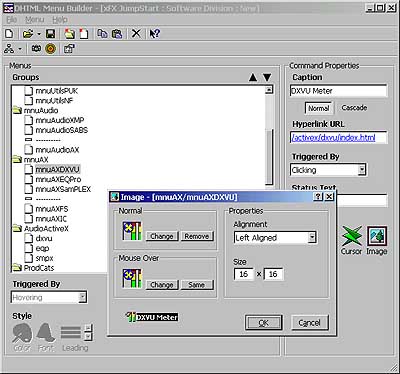 DHTML Menu Builder - [xFX JumpStart : Software Division : New]
File Menu Help
Menus
Groups
mnuUtilsPUK
mnuUtilsNF
mnuAudio
mnuAudioXMP
mnuAudioSABS
----------
mnuAudioAX
mnuAX
mnuAXDXVU
mnuAXEQPro
mnuAXSamPLEX
----------
mnuAXFS
mnuAXIC
AudioActiveX
dxvu
eqp
smpx
ProdCats
Triggered By
Hovering
Style
Color Font Leading
Command Properties
Caption
DXVU Meter
Normal Cascade
Hyperlink URL
/activex/dxvu/index.html
Triggered By
Clicking
Status Text
Cursor Image
Image - [mnuAX/mnuAXDXVU]
Normal
Change Remove
Mouse Over
Change Same
DXVU Meter
Properties
Alignment
Left Aligned
Size
16 x 16
OK Cancel